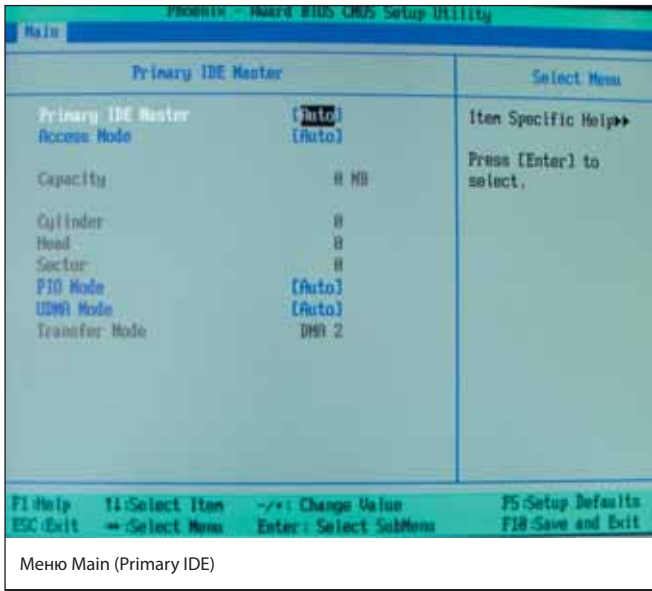 Phoenix - Award BIOS CMOS Setup Utility
Main
Primary IDE Master
Select Menu
Primary IDE Master [Auto]
Access Mode [Auto]
Capacity 0 MB
Cylinder 0
Head 0
Sector 0
PIO Mode [Auto]
UDMA Mode [Auto]
Transfer Mode DMA 2
Item Specific Help▸▸
Press [Enter] to
select.
F1:Help ↑↓:Select Item -/+: Change Value F5:Setup Defaults
ESC:Exit ↔:Select Menu Enter: Select SubMenu F10:Save and Exit
Меню Main (Primary IDE)